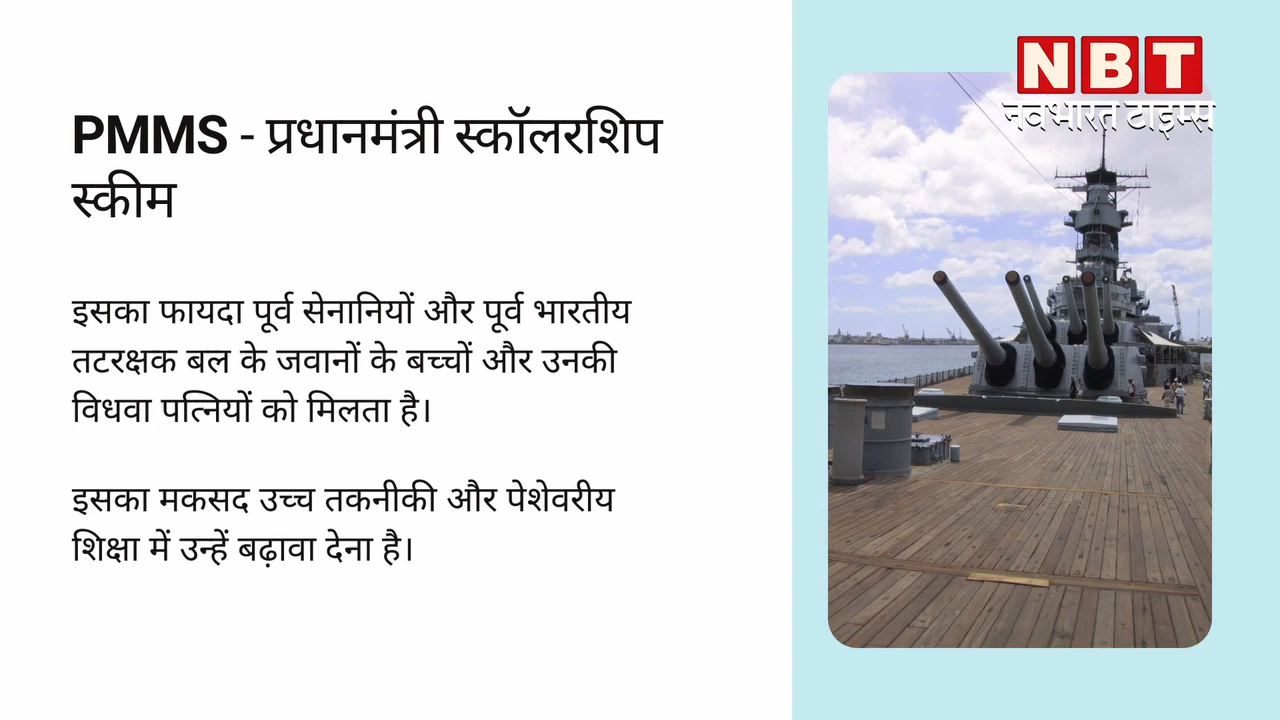 NBT
नवभारत टाइम्स
PMMS - प्रधानमंत्री स्कॉलरशिप
स्कीम
इसका फायदा पूर्व सेनानियों और पूर्व भारतीय
तटरक्षक बल के जवानों के बच्चों और उनकी
विधवा पत्नियों को मिलता है।
इसका मकसद उच्च तकनीकी और पेशेवरीय
शिक्षा में उन्हें बढ़ावा देना है।